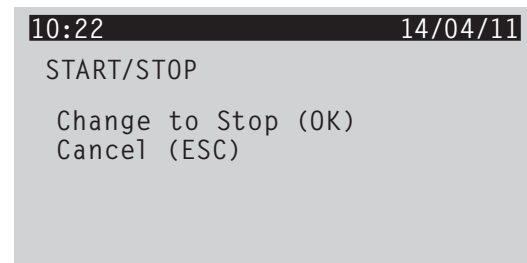 10:22 14/04/11
START/STOP
Change to Stop (OK)
Cancel (ESC)